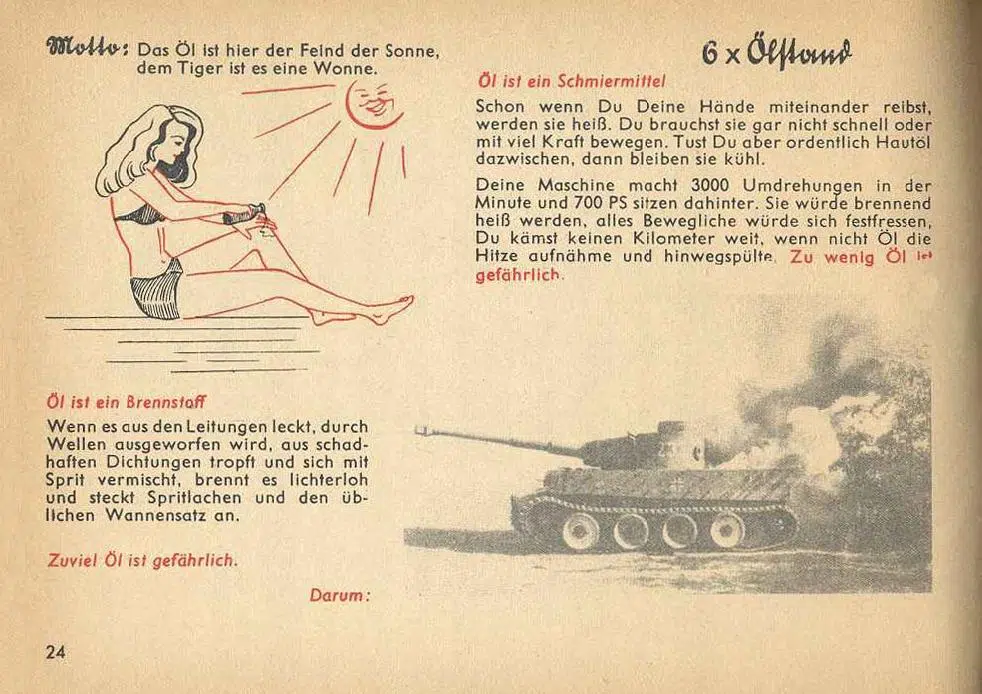 Motto: Das Öl ist hier der Feind der Sonne,
dem Tiger ist es eine Wonne.
6 x Ölstand
Öl ist ein Schmiermittel
Schon wenn Du Deine Hände miteinander reibst,
werden sie heiß. Du brauchst sie gar nicht schnell oder
mit viel Kraft bewegen. Tust Du aber ordentlich Hautöl
dazwischen, dann bleiben sie kühl.
Deine Maschine macht 3000 Umdrehungen in der
Minute und 700 PS sitzen dahinter. Sie würde brennend
heiß werden, alles Bewegliche würde sich festfressen,
Du kämst keinen Kilometer weit, wenn nicht Öl die
Hitze aufnähme und hinwegspülte. Zu wenig Öl ist
gefährlich.
Öl ist ein Brennstoff
Wenn es aus den Leitungen leckt, durch
Wellen ausgeworfen wird, aus schad-
haften Dichtungen tropft und sich mit
Sprit vermischt, brennt es lichterloh
und steckt Spritlachen und den üb-
lichen Wannensatz an.
Zuviel Öl ist gefährlich.
Darum:
24